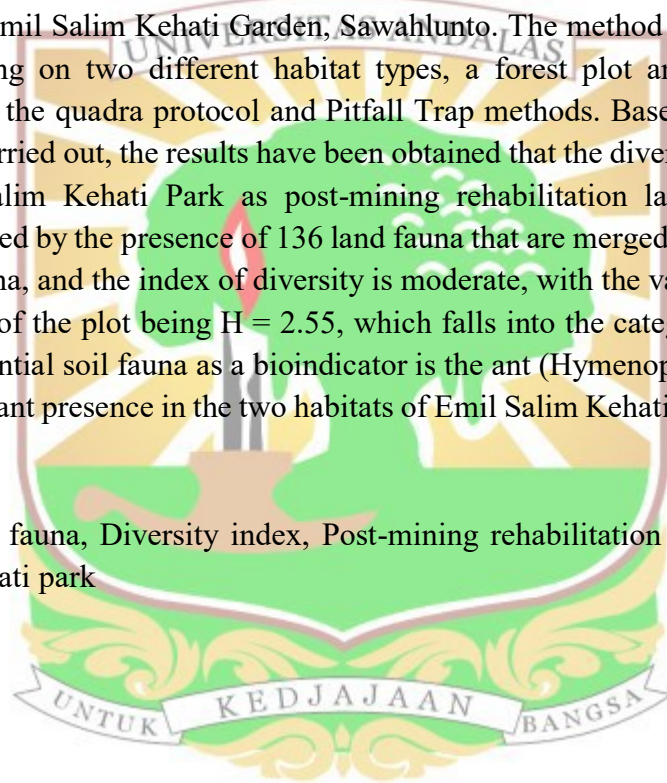 mil Salim Kehati Garden, Sawahlunto. The method
UNIVERSITAS ANDALAS
ng on two different habitat types, a forest plot an
the quadra protocol and Pitfall Trap methods. Base
rried out, the results have been obtained that the diver
alim Kehati Park as post-mining rehabilitation la
ed by the presence of 136 land fauna that are merged
na, and the index of diversity is moderate, with the va
of the plot being H = 2.55, which falls into the categ
ntial soil fauna as a bioindicator is the ant (Hymenop
ant presence in the two habitats of Emil Salim Kehati
fauna, Diversity index, Post-mining rehabilitation
ati park
UNTUK KEDJAJAAN BANGSA